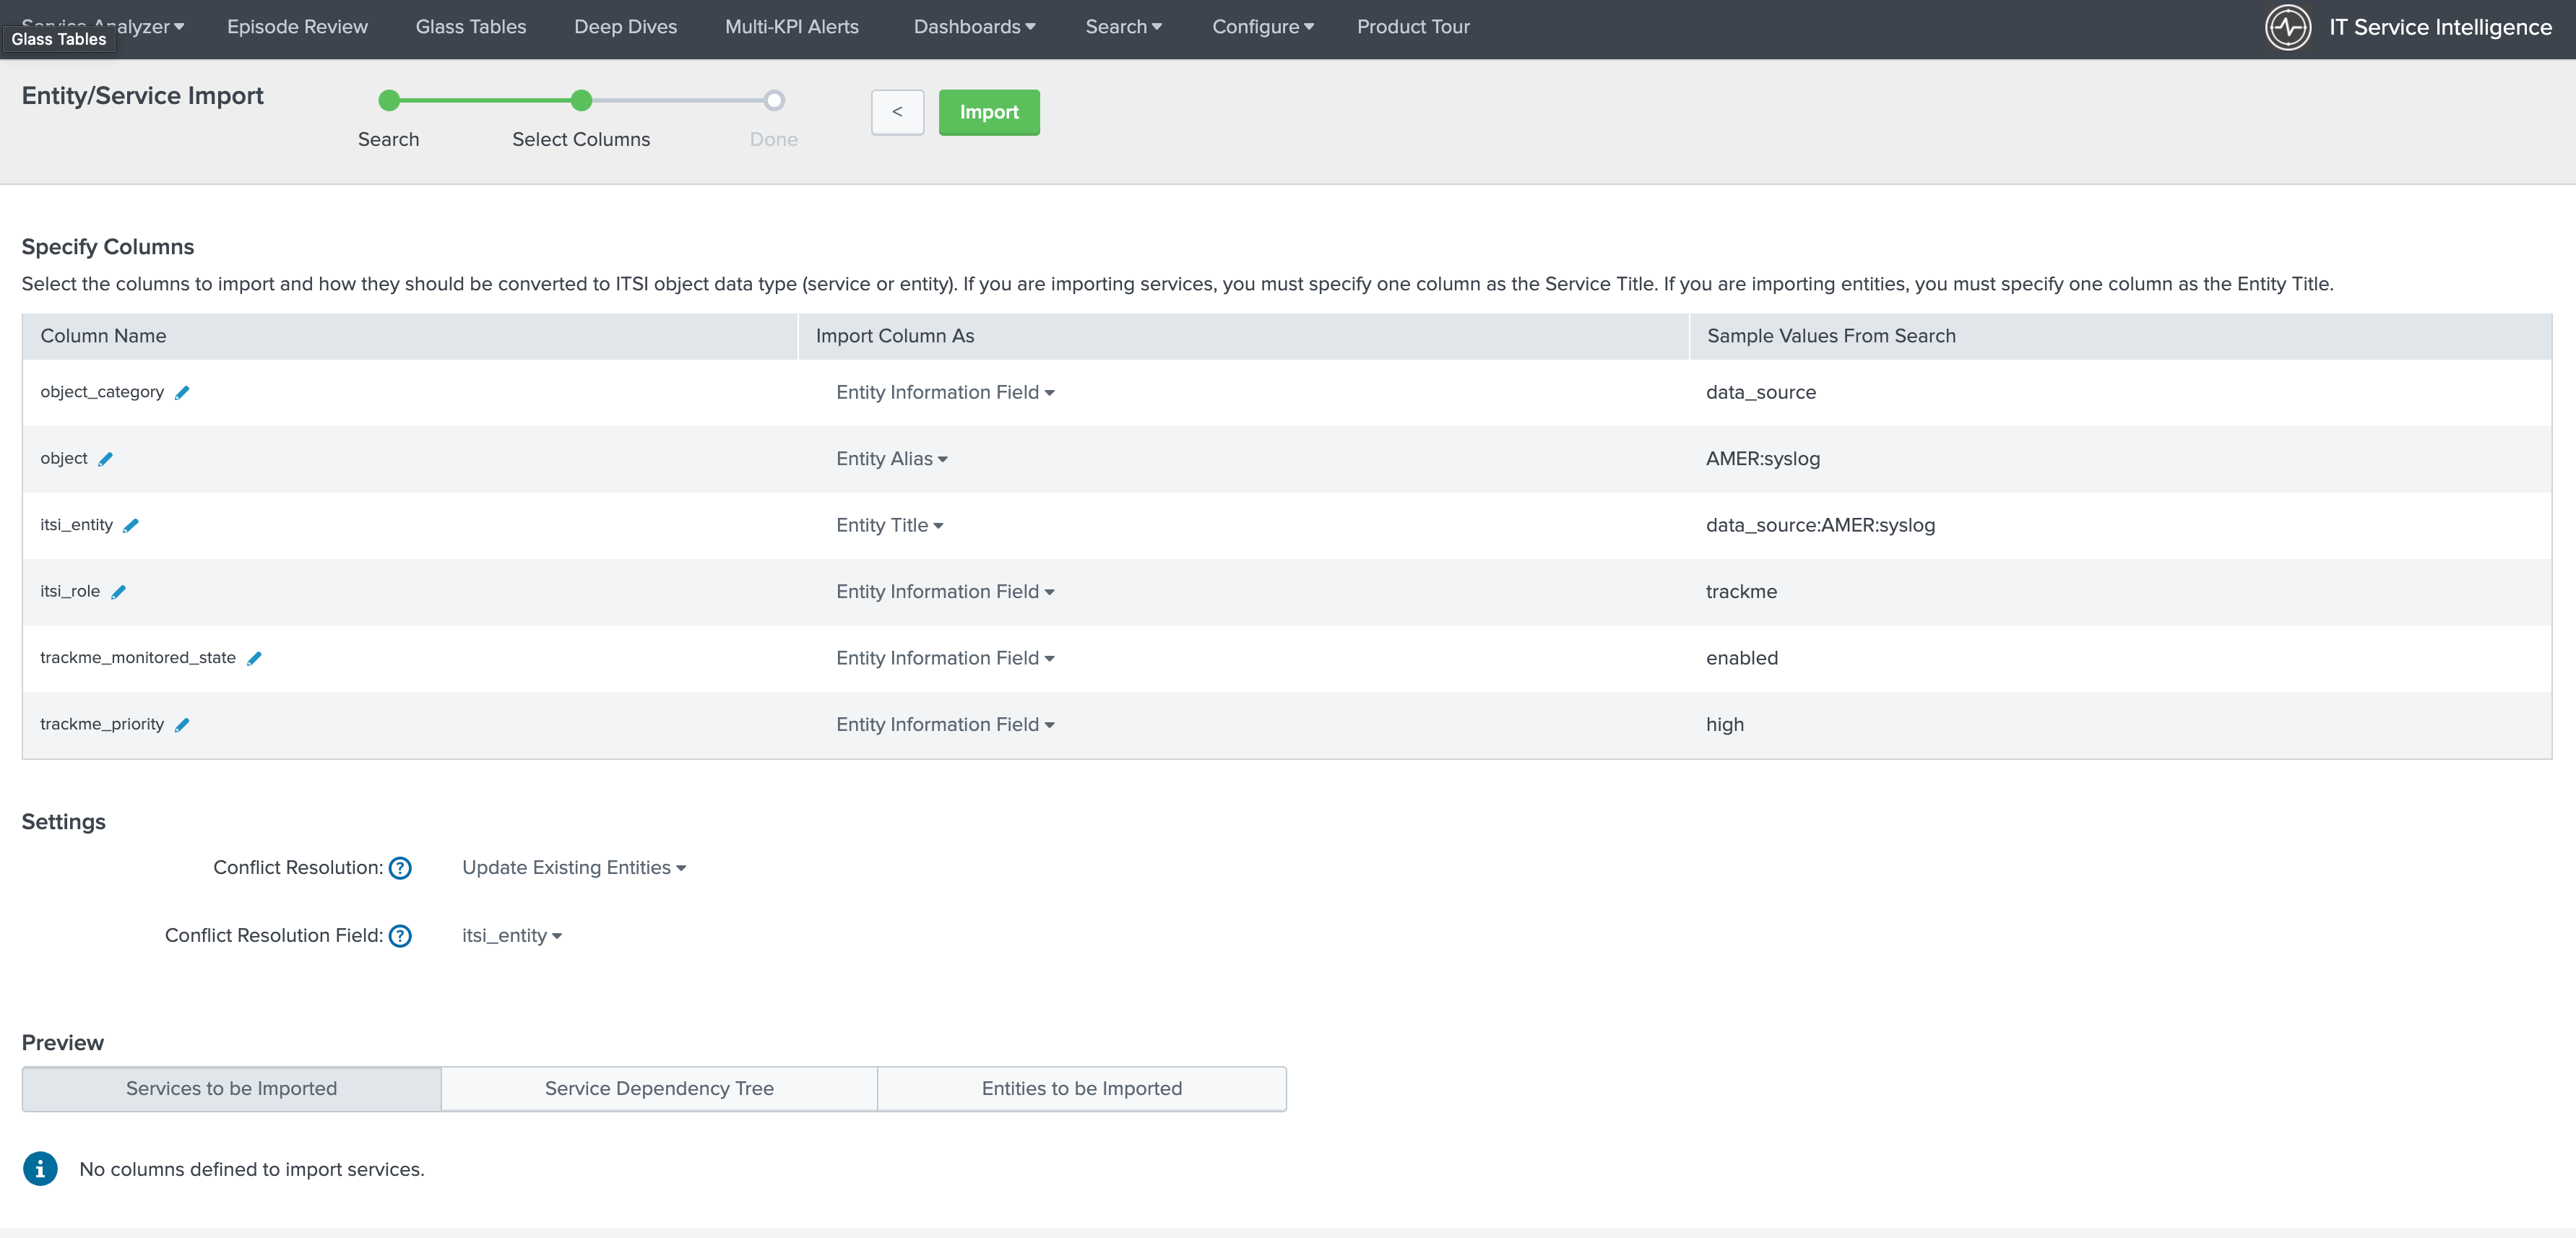 Service Analyzer Episode Review Glass Tables Deep Dives Multi-KPI Alerts Dashboards Search Configure Product Tour IT Service Intelligence
Glass Tables
Entity/Service Import
Search Select Columns Done
< Import
Specify Columns
Select the columns to import and how they should be converted to ITSI object data type (service or entity). If you are importing services, you must specify one column as the Service Title. If you are importing entities, you must specify one column as the Entity Title.
Column Name Import Column As Sample Values From Search
object_category Entity Information Field data_source
object Entity Alias AMER:syslog
itsi_entity Entity Title data_source:AMER:syslog
itsi_role Entity Information Field trackme
trackme_monitored_state Entity Information Field enabled
trackme_priority Entity Information Field high
Settings
Conflict Resolution: ? Update Existing Entities
Conflict Resolution Field: ? itsi_entity
Preview
Services to be Imported Service Dependency Tree Entities to be Imported
i No columns defined to import services.